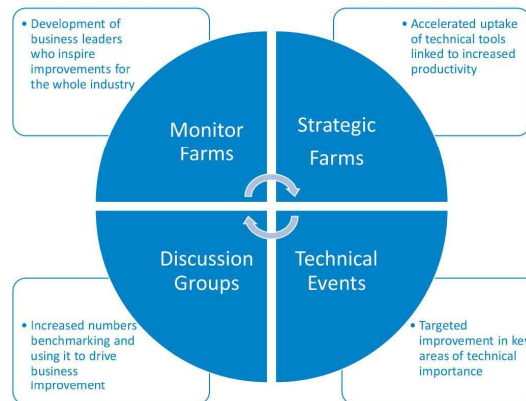 • Development of
business leaders
who inspire
improvements for
the whole industry
• Accelerated uptake
of technical tools
linked to increased
productivity
Monitor
Farms
Strategic
Farms
Discussion
Groups
Technical
Events
• Increased numbers
benchmarking and
using it to drive
business
improvement
• Targeted
improvement in key
areas of technical
importance